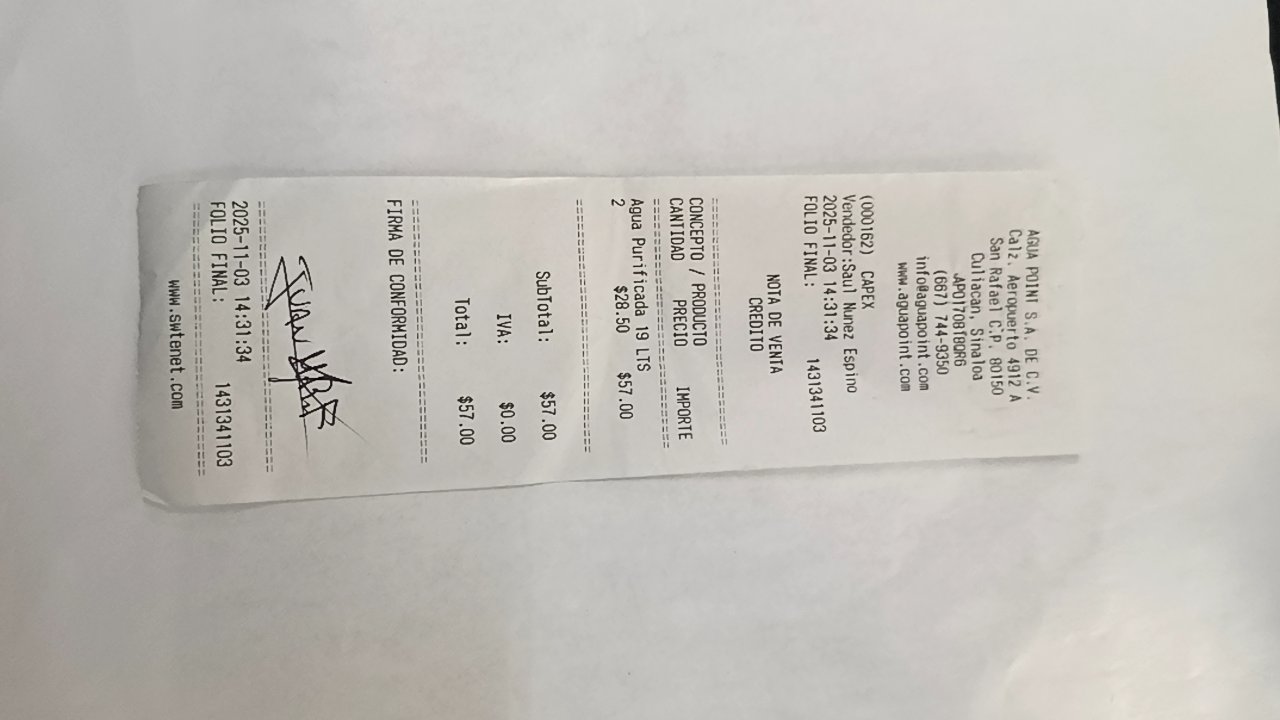 AGUA POINT S.A. DE C.V.
Calz. Aeropuerto 4912 A
San Rafael C.P. 80150
Culiacan, Sinaloa
(667) 744-9350
info@aguapoint.com
www.aguapoint.com
(000162) CAPEX
Vendedor:Saul Nunez Espino
2025-11-03 14:31:34
FOLIO FINAL: 1431341103
NOTA DE VENTA
CREDITO
CONCEPTO / PRODUCTO
CANTIDAD PRECIO IMPORTE
Agua Purificada 19 LTS
2 $28.50 $57.00
SubTotal: $57.00
IVA: $0.00
Total: $57.00
FIRMA DE CONFORMIDAD:
2025-11-03 14:31:34
FOLIO FINAL: 1431341103
www.swtenet.com